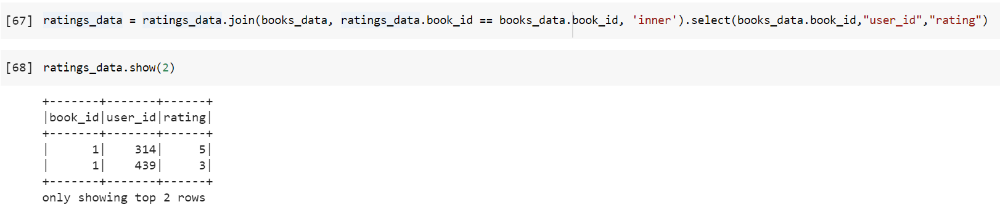 [67] ratings_data = ratings_data.join(books_data, ratings_data.book_id == books_data.book_id, 'inner').select(books_data.book_id,"user_id","rating")
[68] ratings_data.show(2)
+-------+-------+------+
|book_id|user_id|rating|
+-------+-------+------+
|      1|    314|     5|
|      1|    439|     3|
+-------+-------+------+
only showing top 2 rows